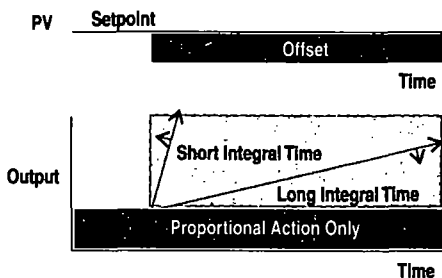 PV Setpoint
Offset
Time
Short Integral Time
Output
Long Integral Time
Proportional Action Only
Time